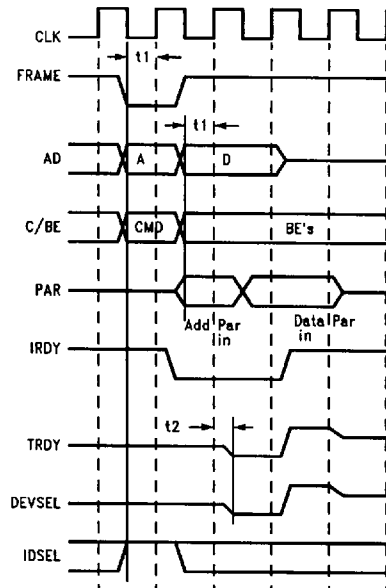 CLK
t1
FRAME
t1
AD A D
C/BE CMD BE's
PAR
Add Par in
Data Par in
IRDY
t2
TRDY
DEVSEL
IDSEL